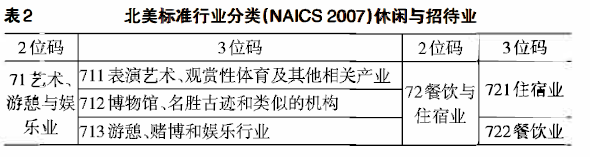 表2 北美标准行业分类(NAICS 2007)休闲与招待业
2位码 3位码 2位码 3位码
71艺术、游憩与娱乐业
711表演艺术、观赏性体育及其他相关产业
712博物馆、名胜古迹和类似的机构
713游憩、赌博和娱乐行业
72餐饮与住宿业
721住宿业
722餐饮业